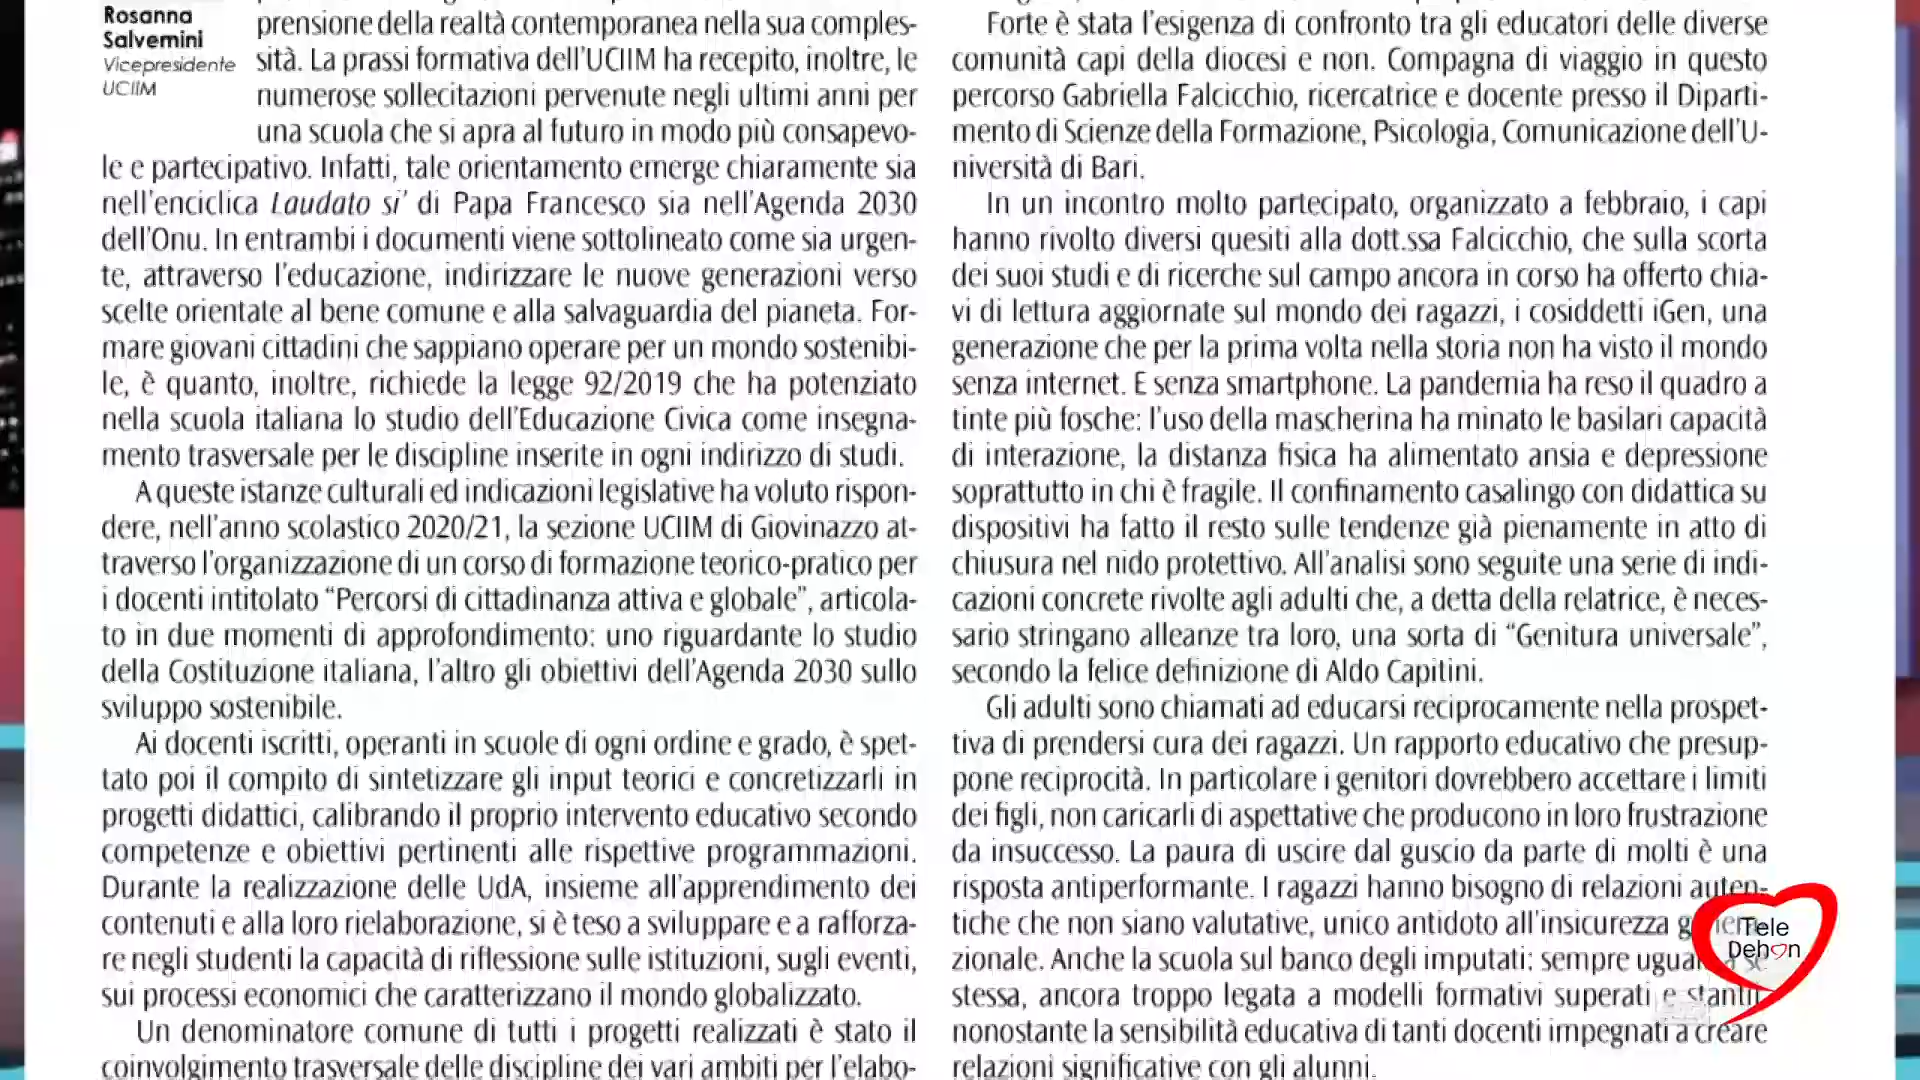 Rosanna
Salvemini
Vicepresidente
UCIIM
prensione della realtà contemporanea nella sua comples-
sità. La prassi formativa dell'UCIIM ha recepito, inoltre, le
numerose sollecitazioni pervenute negli ultimi anni per
una scuola che si apra al futuro in modo più consapevo-
le e partecipativo. Infatti, tale orientamento emerge chiaramente sia
nell'enciclica Laudato si' di Papa Francesco sia nell'Agenda 2030
dell'Onu. In entrambi i documenti viene sottolineato come sia urgen-
te, attraverso l'educazione, indirizzare le nuove generazioni verso
scelte orientate al bene comune e alla salvaguardia del pianeta. For-
mare giovani cittadini che sappiano operare per un mondo sostenibi-
le, è quanto, inoltre, richiede la legge 92/2019 che ha potenziato
nella scuola italiana lo studio dell'Educazione Civica come insegna-
mento trasversale per le discipline inserite in ogni indirizzo di studi.
A queste istanze culturali ed indicazioni legislative ha voluto rispon-
dere, nell'anno scolastico 2020/21, la sezione UCIIM di Giovinazzo at-
traverso l'organizzazione di un corso di formazione teorico-pratico per
i docenti intitolato “Percorsi di cittadinanza attiva e globale”, articola-
to in due momenti di approfondimento: uno riguardante lo studio
della Costituzione italiana, l'altro gli obiettivi dell'Agenda 2030 sullo
sviluppo sostenibile.
Ai docenti iscritti, operanti in scuole di ogni ordine e grado, è spet-
tato poi il compito di sintetizzare gli input teorici e concretizzarli in
progetti didattici, calibrando il proprio intervento educativo secondo
competenze e obiettivi pertinenti alle rispettive programmazioni.
Durante la realizzazione delle UdA, insieme all'apprendimento dei
contenuti e alla loro rielaborazione, si è teso a sviluppare e a rafforza-
re negli studenti la capacità di riflessione sulle istituzioni, sugli eventi,
sui processi economici che caratterizzano il mondo globalizzato.
Un denominatore comune di tutti i progetti realizzati è stato il
coinvolgimento trasversale delle discipline dei vari ambiti per l'elabo-
Forte è stata l'esigenza di confronto tra gli educatori delle diverse
comunità capi della diocesi e non. Compagna di viaggio in questo
percorso Gabriella Falcicchio, ricercatrice e docente presso il Diparti-
mento di Scienze della Formazione, Psicologia, Comunicazione dell'U-
niversità di Bari.
In un incontro molto partecipato, organizzato a febbraio, i capi
hanno rivolto diversi quesiti alla dott.ssa Falcicchio, che sulla scorta
dei suoi studi e di ricerche sul campo ancora in corso ha offerto chia-
vi di lettura aggiornate sul mondo dei ragazzi, i cosiddetti iGen, una
generazione che per la prima volta nella storia non ha visto il mondo
senza internet. E senza smartphone. La pandemia ha reso il quadro a
tinte più fosche: l'uso della mascherina ha minato le basilari capacità
di interazione, la distanza fisica ha alimentato ansia e depressione
soprattutto in chi è fragile. Il confinamento casalingo con didattica su
dispositivi ha fatto il resto sulle tendenze già pienamente in atto di
chiusura nel nido protettivo. All'analisi sono seguite una serie di indi-
cazioni concrete rivolte agli adulti che, a detta della relatrice, è neces-
sario stringano alleanze tra loro, una sorta di “Genitura universale”,
secondo la felice definizione di Aldo Capitini.
Gli adulti sono chiamati ad educarsi reciprocamente nella prospet-
tiva di prendersi cura dei ragazzi. Un rapporto educativo che presup-
pone reciprocità. In particolare i genitori dovrebbero accettare i limiti
dei figli, non caricarli di aspettative che producono in loro frustrazione
da insuccesso. La paura di uscire dal guscio da parte di molti è una
risposta antiperformante. I ragazzi hanno bisogno di relazioni auten-
tiche che non siano valutative, unico antidoto all'insicurezza
zionale. Anche la scuola sul banco degli imputati: sempre
stessa, ancora troppo legata a modelli formativi superati e stantii,
nonostante la sensibilità educativa di tanti docenti impegnati a creare
relazioni significative con gli alunni.
Tele
Dehon